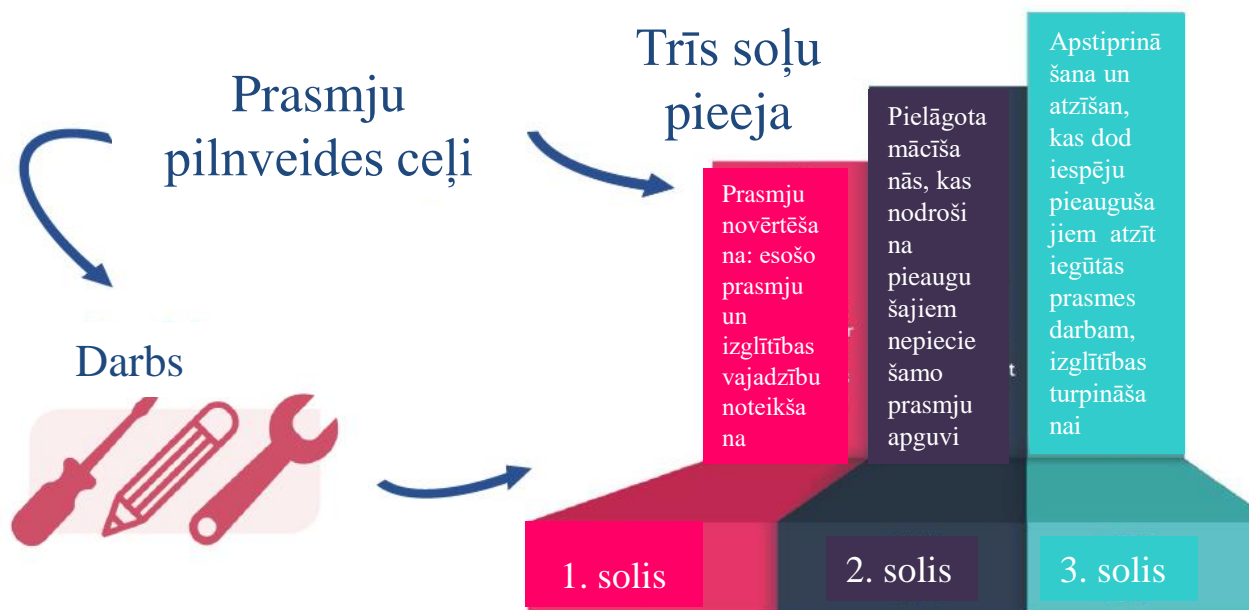 Prasmju
pilnveides ceļi
Trīs soļu
pieeja
Darbs
Prasmju
novērtēša
na: esošo
prasmju
un
izglītības
vajadzību
noteikša
na
Pielāgota
mācīša
nās, kas
nodroši
na
pieaugu
šajiem
nepiecie
šamo
prasmju
apguvi
Apstiprinā
šana un
atzīšan,
kas dod
iespēju
pieauguša
jiem atzīt
iegūtās
prasmes
darbam,
izglītības
turpināša
nai
1. solis
2. solis
3. solis